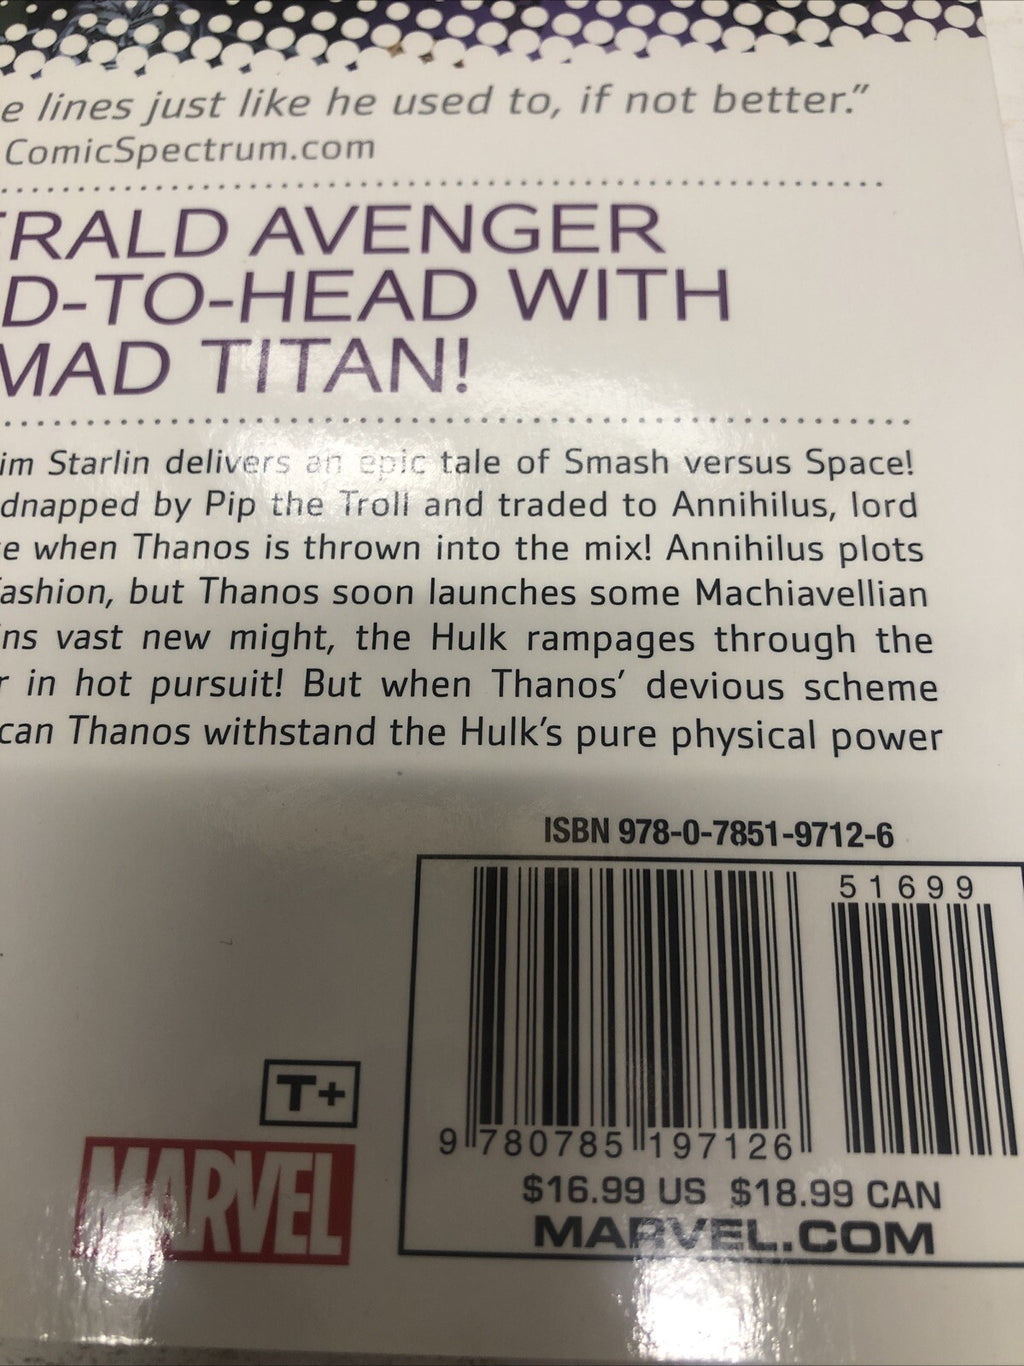 e lines just like he used to, if not better.”
ComicSpectrum.com
ERALD AVENGER
D-TO-HEAD WITH
MAD TITAN!
im Starlin delivers an epic tale of Smash versus Space!
dnapped by Pip the Troll and traded to Annihilus, lord
e when Thanos is thrown into the mix! Annihilus plots
fashion, but Thanos soon launches some Machiavellian
ns vast new might, the Hulk rampages through the
r in hot pursuit! But when Thanos’ devious scheme
can Thanos withstand the Hulk’s pure physical power
ISBN 978-0-7851-9712-6
51699
9 780785 197126
$16.99 US $18.99 CAN
MARVEL.COM
T+
MARVEL